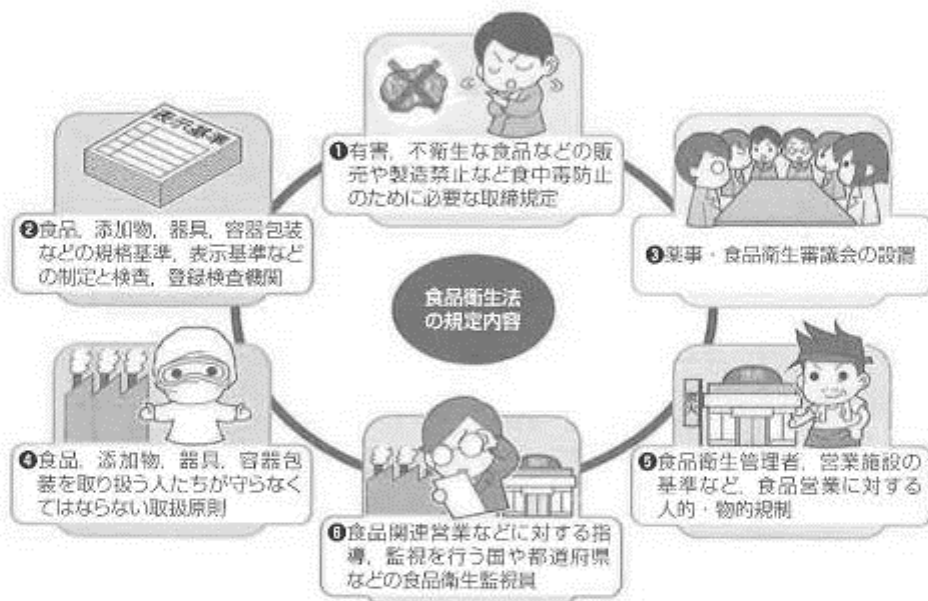 表示基準
❶有害，不衛生な食品などの販
売や製造禁止など食中毒防止
のために必要な取締規定
❷食品，添加物，器具，容器包装
などの規格基準，表示基準など
の制定と検査，登録検査機関
❸薬事・食品衛生審議会の設置
食品衛生法
の規定内容
❹食品，添加物，器具，容器包
装を取り扱う人たちが守らなく
てはならない取扱原則
❺食品衛生管理者，営業施設の
基準など，食品営業に対する
人的・物的規制
❻食品関連営業などに対する指
導，監視を行う国や都道府県
などの食品衛生監視員